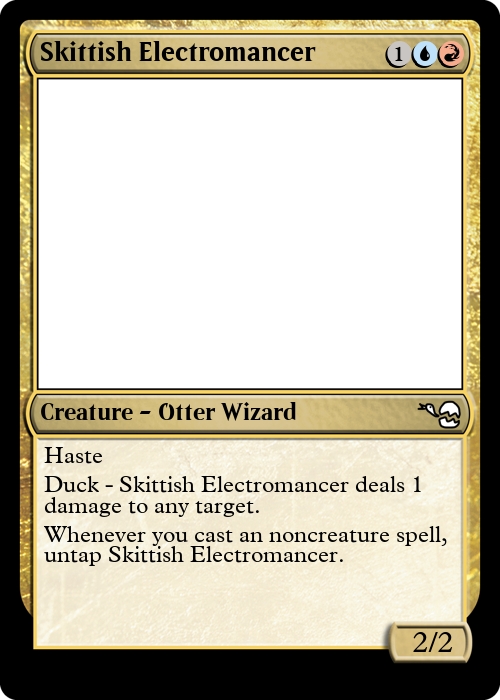 Skittish Electromancer 1
Creature – Otter Wizard
Haste
Duck - Skittish Electromancer deals 1
damage to any target.
Whenever you cast an noncreature spell,
untap Skittish Electromancer.
2/2